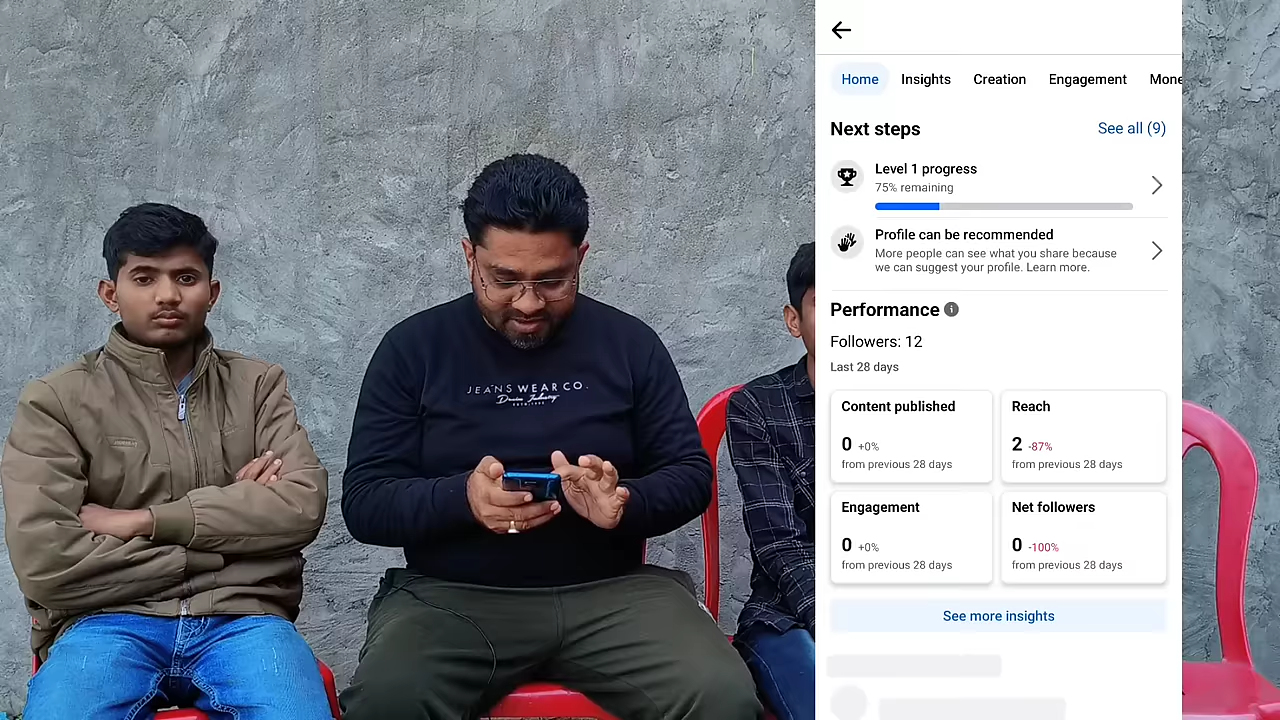 JEANS WEAR CO.
Home Insights Creation Engagement Mone
Next steps
See all (9)
Level 1 progress
75% remaining
Profile can be recommended
More people can see what you share because
we can suggest your profile. Learn more.
Performance
Followers: 12
Last 28 days
Content published
0 +0%
from previous 28 days
Reach
2 -87%
from previous 28 days
Engagement
0 +0%
from previous 28 days
Net followers
0 -100%
from previous 28 days
See more insights